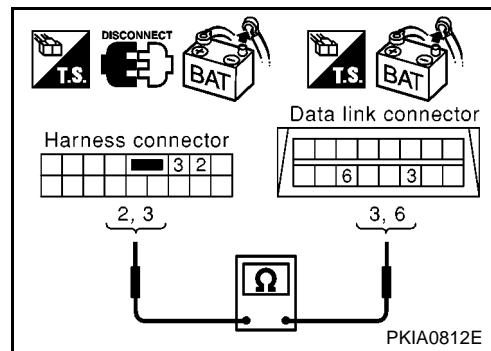 DISCONNECT
T.S.
BAT
T.S.
BAT
Data link connector
Harness connector
3 2
6 3
2, 3
3, 6
Ω
PKIA0812E